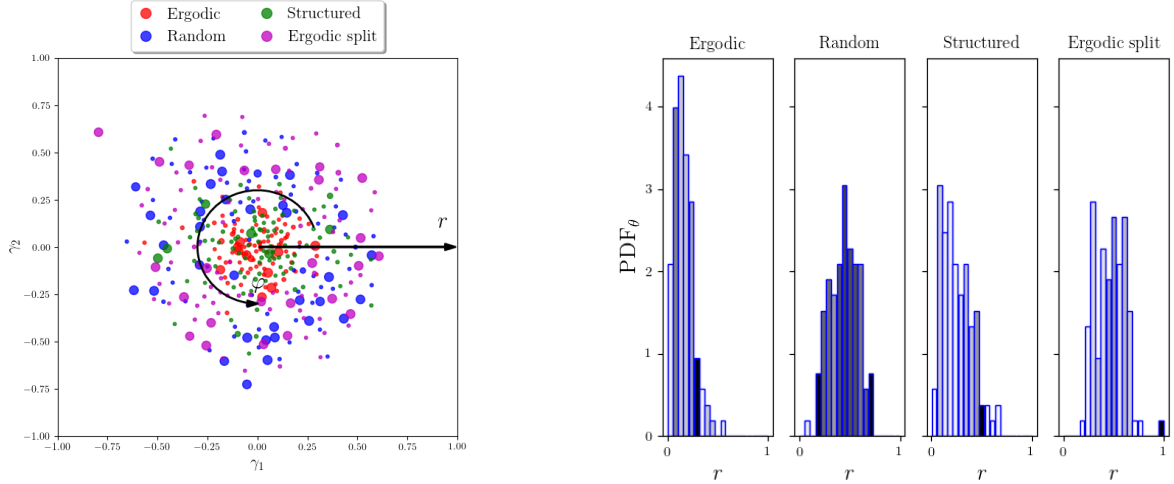 Ergodic
Random
Structured
Ergodic split
1.00
0.75
0.50
0.25
0.00
−0.25
−0.50
−0.75
−1.00
γ2
r
φ
−1.00
−0.75
−0.50
−0.25
0.00
0.25
0.50
0.75
1.00
γ1
Ergodic
Random
Structured
Ergodic split
4
3
2
1
0
PDFθ
0 1
0 1
0 1
0 1
r
r
r
r